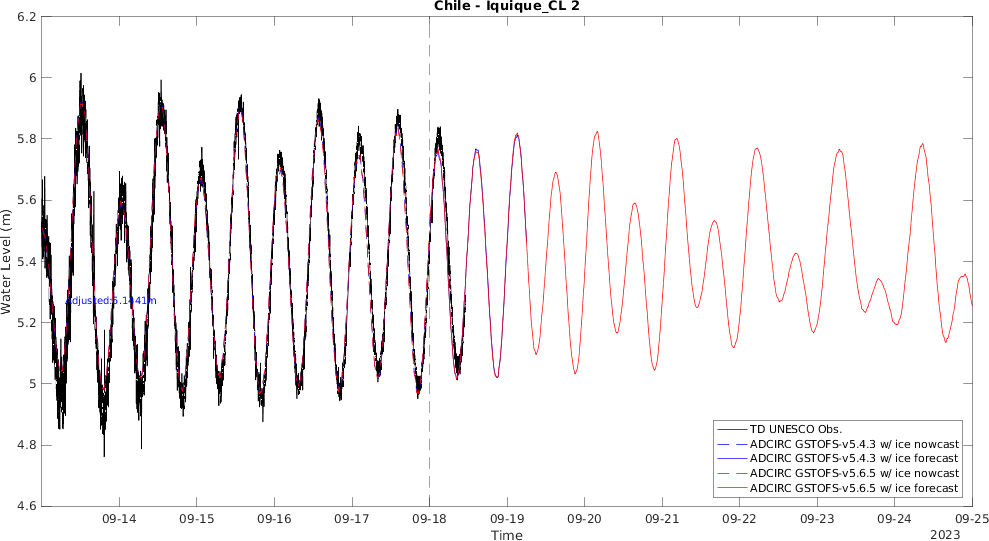 Chile - Iquique_CL 2
6.2
6
5.8
5.6
5.4
5.2
5
4.8
4.6
Water Level (m)
Adjusted:5.1441m
TD UNESCO Obs.
ADCIRC GSTOFS-v5.4.3 w/ ice nowcast
ADCIRC GSTOFS-v5.4.3 w/ ice forecast
ADCIRC GSTOFS-v5.6.5 w/ ice nowcast
ADCIRC GSTOFS-v5.6.5 w/ ice forecast
09-14 09-15 09-16 09-17 09-18 09-19 09-20 09-21 09-22 09-23 09-24 09-25
Time
2023